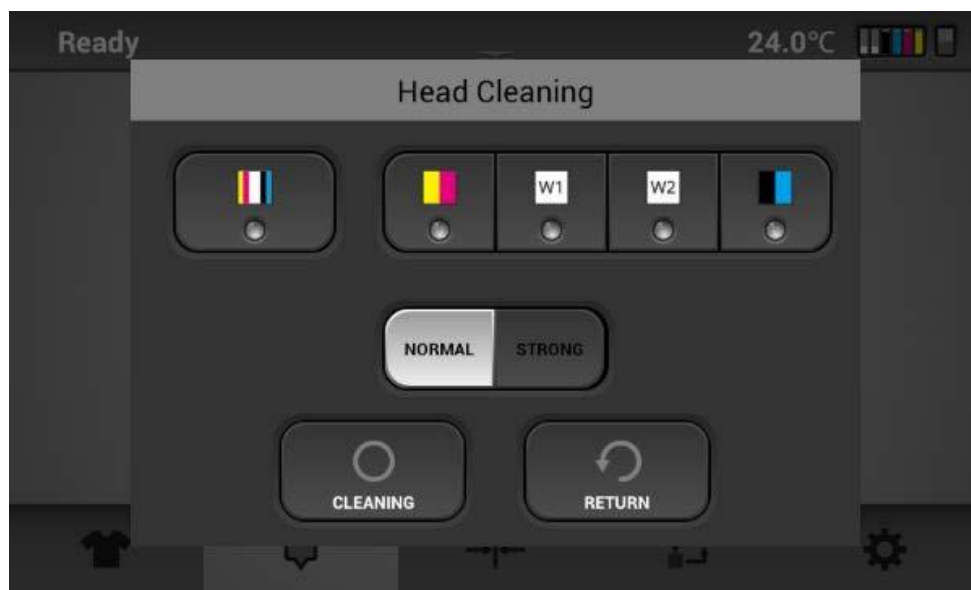 Ready 24.0°C
Head Cleaning
W1 W2
NORMAL STRONG
CLEANING RETURN